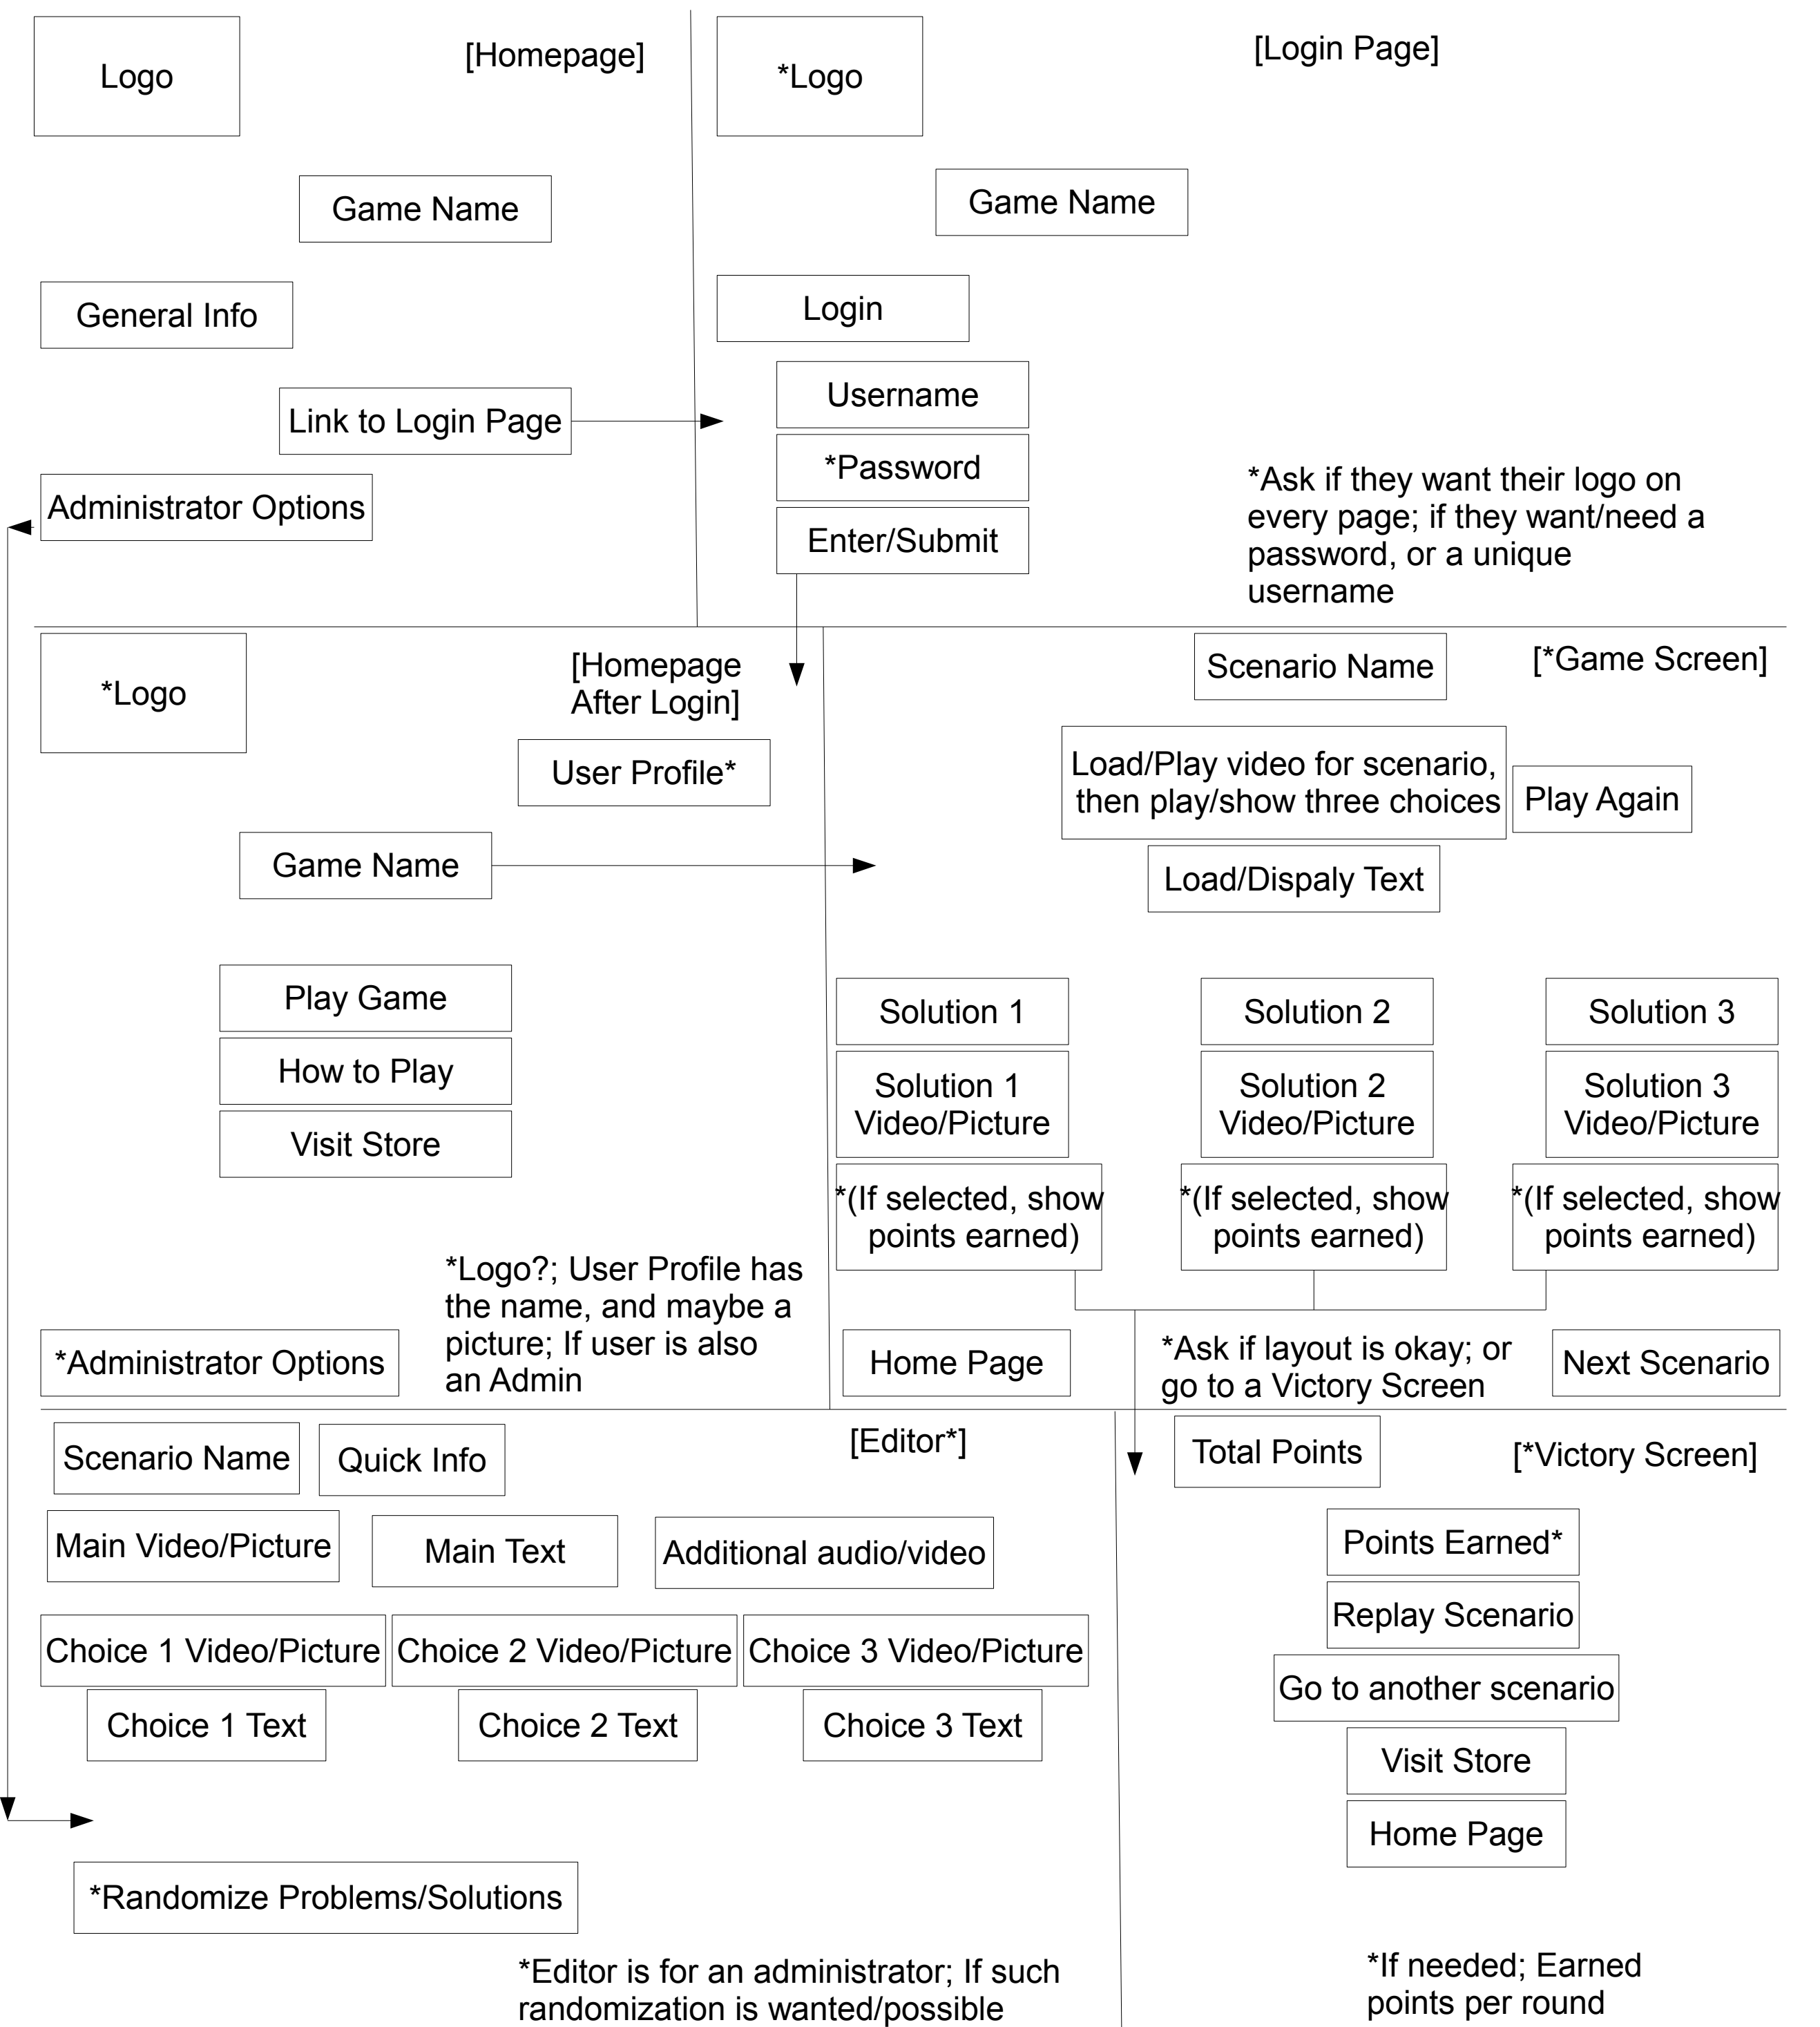 Logo
[Homepage]
Game Name
General Info
Link to Login Page
Administrator Options
*Logo
[Login Page]
Game Name
Login
Username
*Password
Enter/Submit
*Ask if they want their logo on
every page; if they want/need a
password, or a unique
username
*Logo
[Homepage
After Login]
User Profile*
Game Name
Play Game
How to Play
Visit Store
*Logo?; User Profile has
the name, and maybe a
picture; If user is also
an Admin
*Administrator Options
Scenario Name
[*Game Screen]
Load/Play video for scenario,
then play/show three choices
Play Again
Load/Dispaly Text
Solution 1
Solution 2
Solution 3
Solution 1
Video/Picture
Solution 2
Video/Picture
Solution 3
Video/Picture
*(If selected, show
points earned)
*(If selected, show
points earned)
*(If selected, show
points earned)
Home Page
*Ask if layout is okay; or
go to a Victory Screen
Next Scenario
Scenario Name
Quick Info
[Editor*]
Main Video/Picture
Main Text
Additional audio/video
Choice 1 Video/Picture
Choice 2 Video/Picture
Choice 3 Video/Picture
Choice 1 Text
Choice 2 Text
Choice 3 Text
*Randomize Problems/Solutions
*Editor is for an administrator; If such
randomization is wanted/possible
Total Points
[*Victory Screen]
Points Earned*
Replay Scenario
Go to another scenario
Visit Store
Home Page
*If needed; Earned
points per round